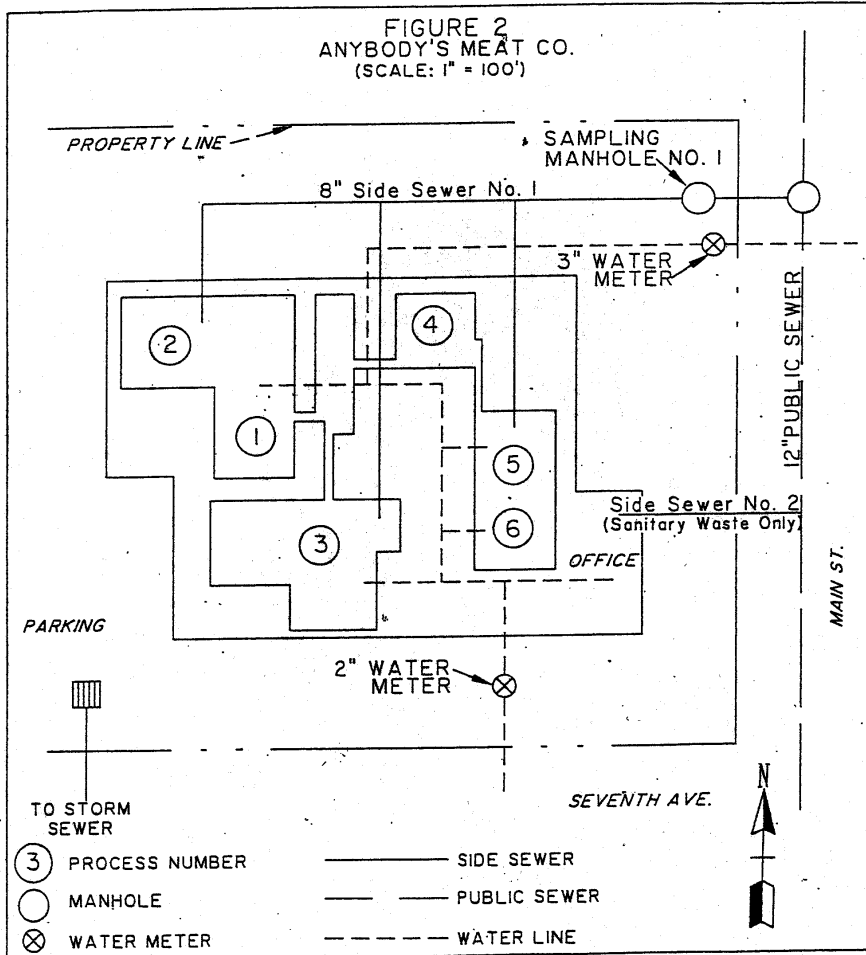 FIGURE 2
ANYBODY'S MEAT CO.
(SCALE: 1" = 100')
PROPERTY LINE
SAMPLING
MANHOLE NO. 1
8" Side Sewer No. 1
3" WATER
METER
12" PUBLIC SEWER
2
4
1
5
6
3
Side Sewer No. 2
(Sanitary Waste Only)
OFFICE
MAIN ST.
PARKING
2" WATER
METER
SEVENTH AVE.
N
TO STORM
SEWER
3 PROCESS NUMBER
SIDE SEWER
MANHOLE
PUBLIC SEWER
WATER METER
WATER LINE